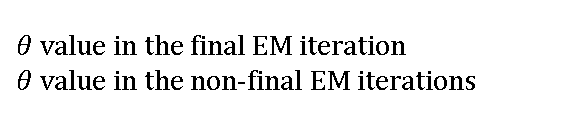 θ value in the final EM iteration
θ value in the non-final EM iterations